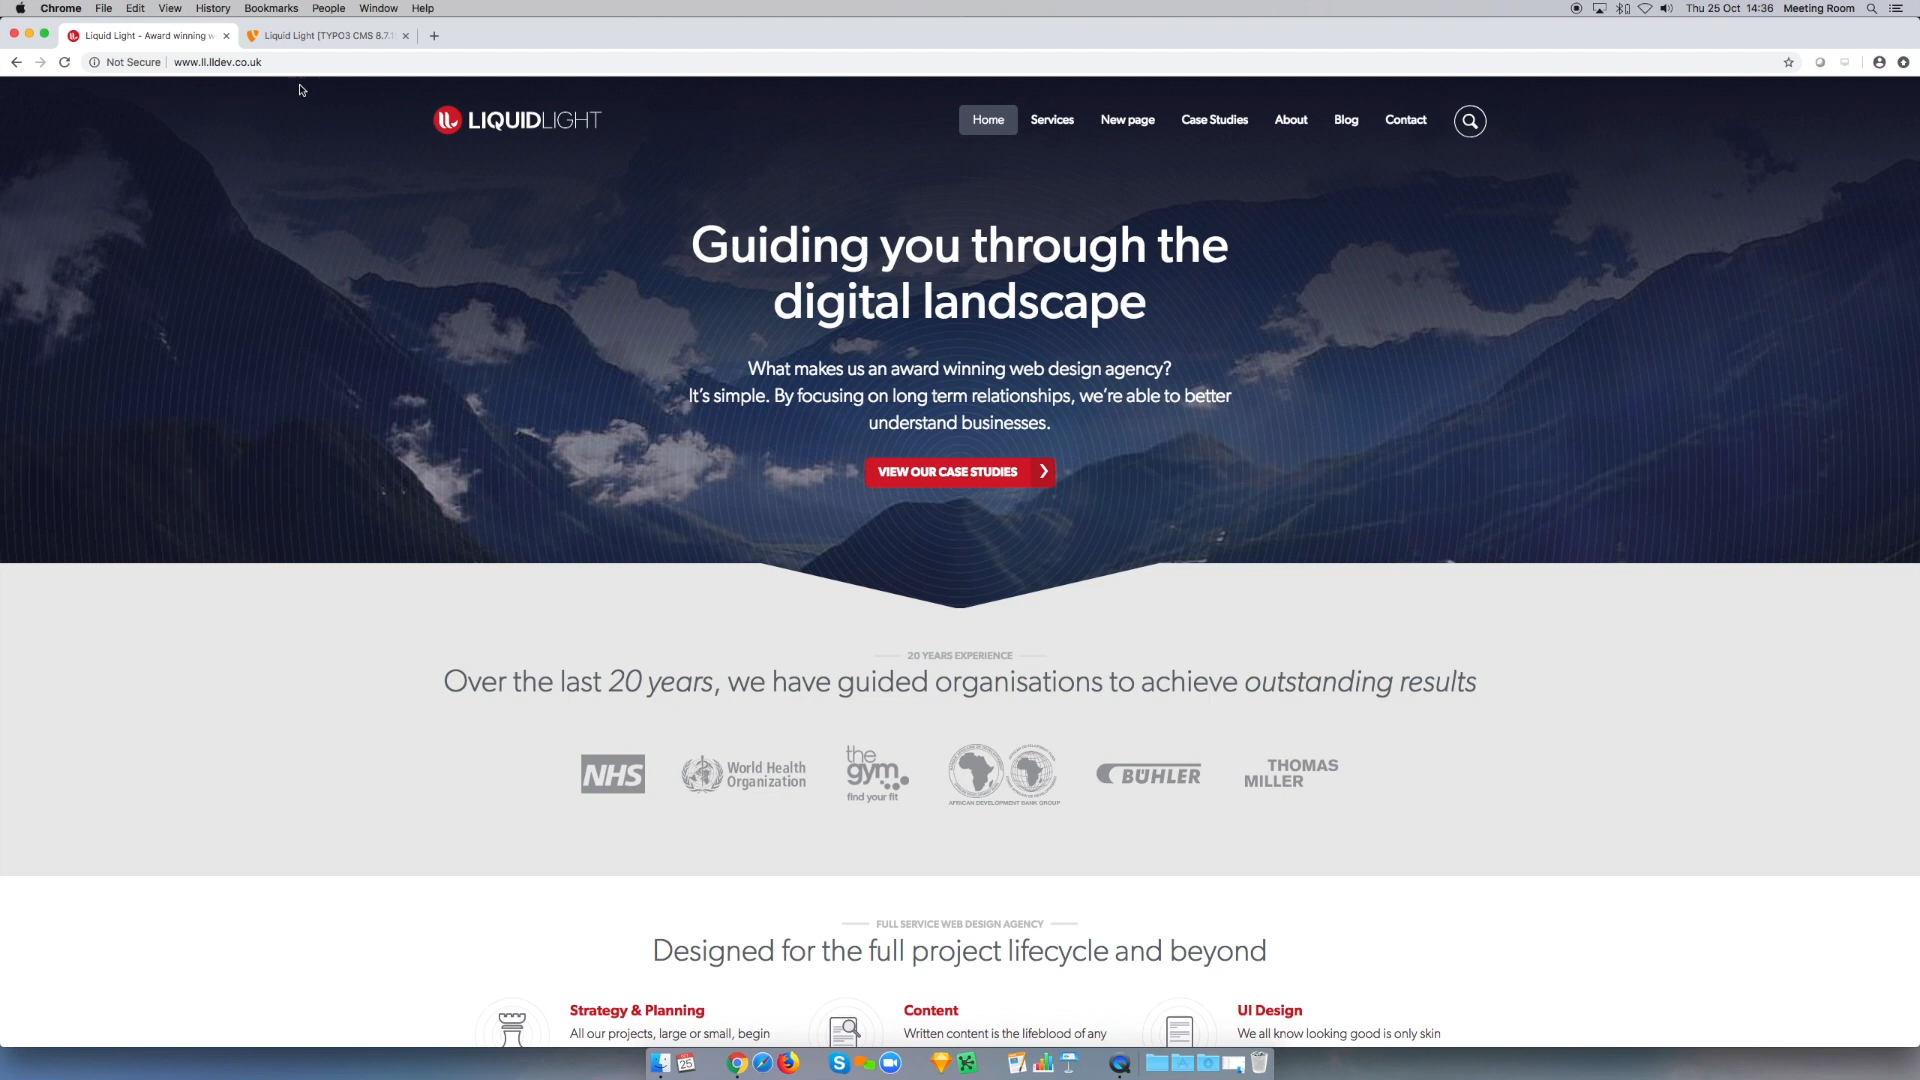 Chrome File Edit View History Bookmarks People Window Help
Thu 25 Oct 14:36 Meeting Room
Liquid Light - Award winning w
Liquid Light [TYPO3 CMS 8.7.1
Not Secure www.ll.lldev.co.uk
LIQUIDLIGHT
Home Services New page Case Studies About Blog Contact
Guiding you through the
digital landscape
What makes us an award winning web design agency?
It's simple. By focusing on long term relationships, we're able to better
understand businesses.
VIEW OUR CASE STUDIES
20 YEARS EXPERIENCE
Over the last 20 years, we have guided organisations to achieve outstanding results
NHS
World Health
Organization
the
gym
find your fit
AFRICAN DEVELOPMENT BANK GROUP
BÜHLER
THOMAS
MILLER
FULL SERVICE WEB DESIGN AGENCY
Designed for the full project lifecycle and beyond
Strategy & Planning
All our projects, large or small, begin
Content
Written content is the lifeblood of any
UI Design
We all know looking good is only skin
25